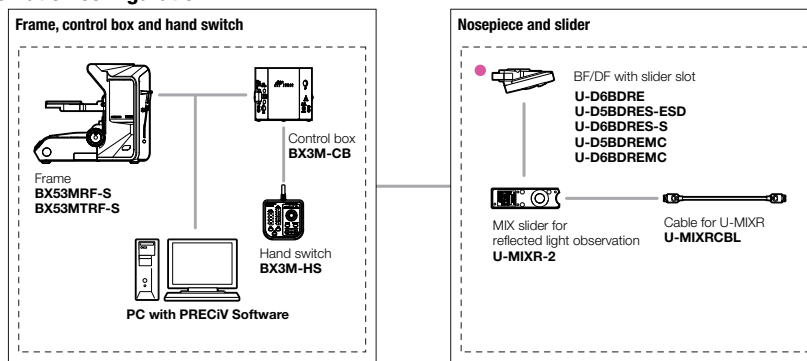 Frame, control box and hand switch
Frame
BX53MRF-S
BX53MTRF-S
Control box
BX3M-CB
Hand switch
BX3M-HS
PC with PRECiV Software
Nosepiece and slider
BF/DF with slider slot
U-D6BDRE
U-D5BDRES-ESD
U-D6BDRES-S
U-D5BDREMC
U-D6BDREMC
MIX slider for
reflected light observation
U-MIXR-2
Cable for U-MIXR
U-MIXRCBL